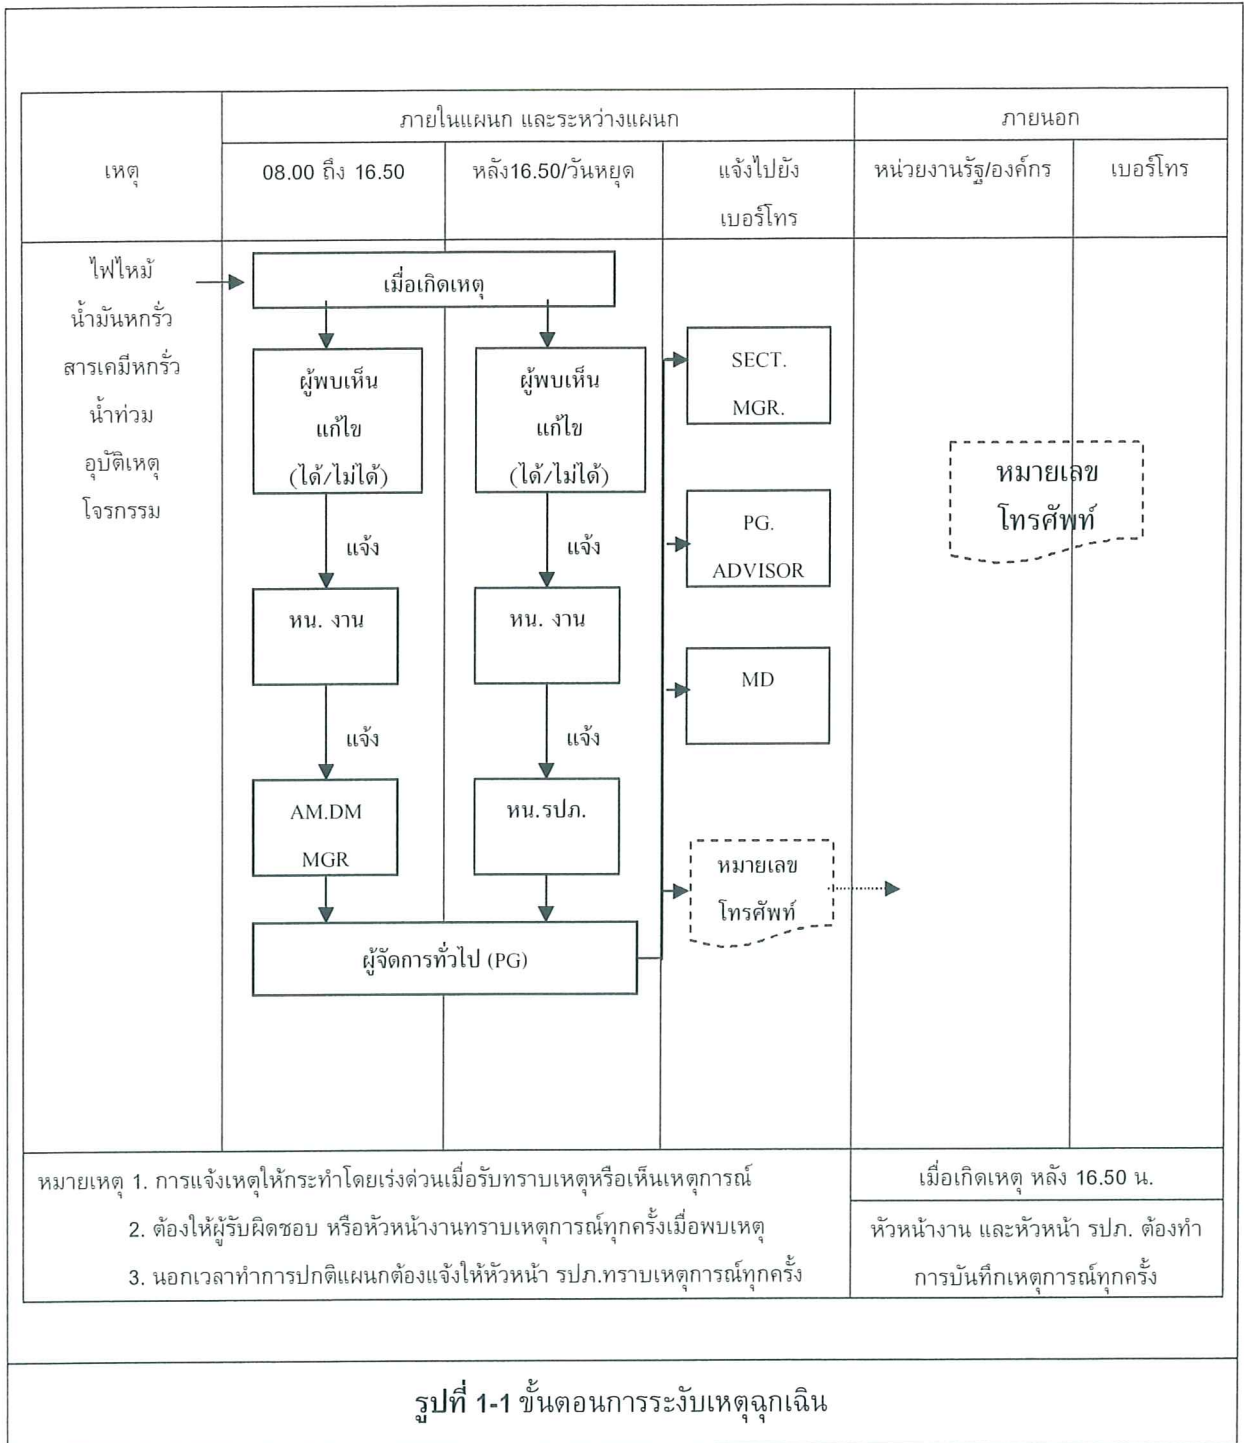 ภายในแผนก และระหว่างแผนก
ภายนอก
เหตุ
08.00 ถึง 16.50
หลัง16.50/วันหยุด
แจ้งไปยัง
เบอร์โทร
หน่วยงานรัฐ/องค์กร
เบอร์โทร
ไฟไหม้
น้ำมันหกรั่ว
สารเคมีหกรั่ว
น้ำท่วม
อุบัติเหตุ
โจรกรรม
เมื่อเกิดเหตุ
ผู้พบเห็น
แก้ไข
(ได้/ไม่ได้)
ผู้พบเห็น
แก้ไข
(ได้/ไม่ได้)
SECT.
MGR.
หมายเลข
โทรศัพท์
แจ้ง
แจ้ง
PG.
ADVISOR
หน. งาน
หน. งาน
MD
แจ้ง
แจ้ง
AM.DM
MGR
หน.รปภ.
หมายเลข
โทรศัพท์
ผู้จัดการทั่วไป (PG)
หมายเหตุ 1. การแจ้งเหตุให้กระทำโดยเร่งด่วนเมื่อรับทราบเหตุหรือเห็นเหตุการณ์
2. ต้องให้ผู้รับผิดชอบ หรือหัวหน้างานทราบเหตุการณ์ทุกครั้งเมื่อพบเหตุ
3. นอกเวลาทำการปกติแผนกต้องแจ้งให้หัวหน้า รปภ.ทราบเหตุการณ์ทุกครั้ง
เมื่อเกิดเหตุ หลัง 16.50 น.
หัวหน้างาน และหัวหน้า รปภ. ต้องทำ
การบันทึกเหตุการณ์ทุกครั้ง
รูปที่ 1-1 ขั้นตอนการระงับเหตุฉุกเฉิน